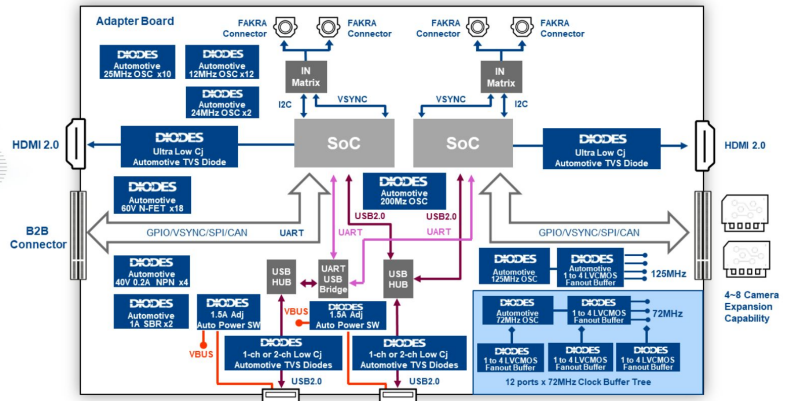 Adapter Board
FAKRA
Connector
FAKRA
Connector
FAKRA
Connector
FAKRA
Connector
DIODES
Automotive
25MHz OSC x10
DIODES
Automotive
12MHz OSC x12
DIODES
Automotive
24MHz OSC x2
IN
Matrix
IN
Matrix
I2C
VSYNC
VSYNC
I2C
HDMI 2.0
DIODES
Ultra Low Cj
Automotive TVS Diode
SoC
SoC
DIODES
Ultra Low Cj
Automotive TVS Diode
HDMI 2.0
DIODES
Automotive
60V N-FET x18
DIODES
Automotive
200Mz OSC
B2B
Connector
GPIO/VSYNC/SPI/CAN
UART
UART
USB2.0
USB2.0
UART
GPIO/VSYNC/SPI/CAN
DIODES
Automotive
40V 0.2A NPN x4
USB
HUB
UART
USB
Bridge
USB
HUB
DIODES
Automotive
125MHz OSC
DIODES
Automotive
1 to 4 LVCMOS
Fanout Buffer
125MHz
4~8 Camera
Expansion
Capability
DIODES
Automotive
1A SBR x2
DIODES
1.5A Adj
Auto Power SW
VBUS
VBUS
DIODES
1.5A Adj
Auto Power SW
DIODES
Automotive
72MHz OSC
DIODES
1 to 4 LVCMOS
Fanout Buffer
72MHz
DIODES
1-ch or 2-ch Low Cj
Automotive TVS Diodes
DIODES
1-ch or 2-ch Low Cj
Automotive TVS Diodes
DIODES
1 to 4 LVCMOS
Fanout Buffer
DIODES
1 to 4 LVCMOS
Fanout Buffer
DIODES
1 to 4 LVCMOS
Fanout Buffer
USB2.0
USB2.0
12 ports x 72MHz Clock Buffer Tree